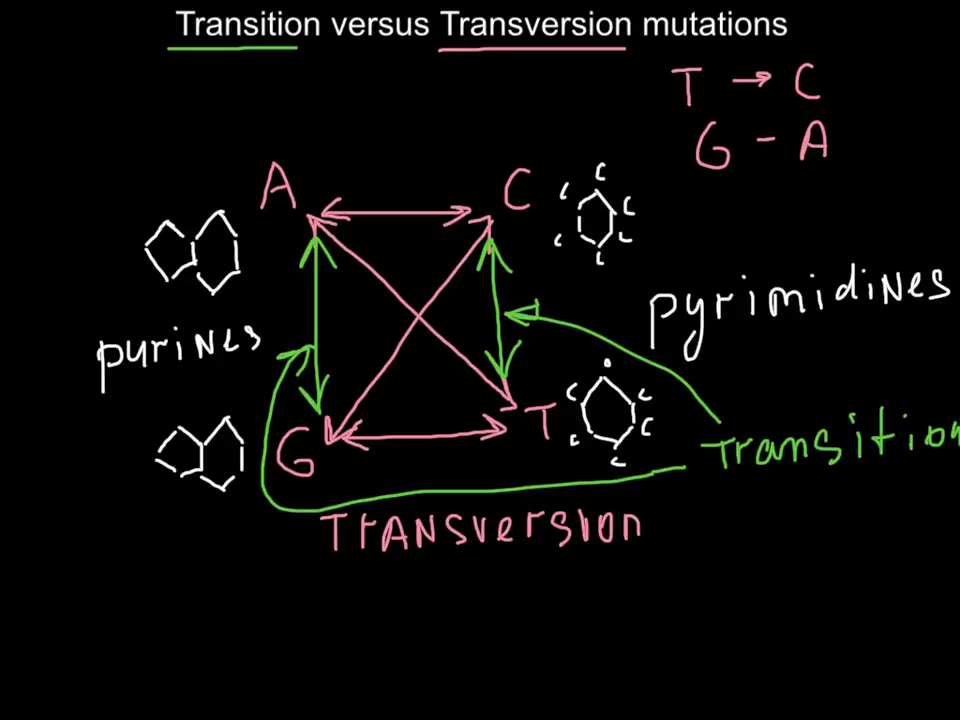 Transition versus Transversion mutations
T → C
G - A
A
C
C
C
C
C
C
C
pyrimidines
purines
C
C
C
C
C
G
T
Transition
TRANSversion